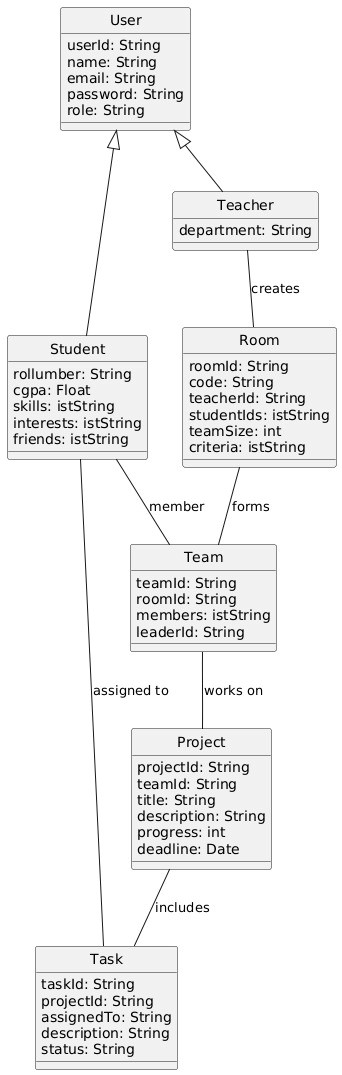 User
userId: String
name: String
email: String
password: String
role: String
Teacher
department: String
creates
Student
rollumber: String
cgpa: Float
skills: istString
interests: istString
friends: istString
Room
roomId: String
code: String
teacherId: String
studentIds: istString
teamSize: int
criteria: istString
member
forms
Team
teamId: String
roomId: String
members: istString
leaderId: String
assigned to
works on
Project
projectId: String
teamId: String
title: String
description: String
progress: int
deadline: Date
includes
Task
taskId: String
projectId: String
assignedTo: String
description: String
status: String